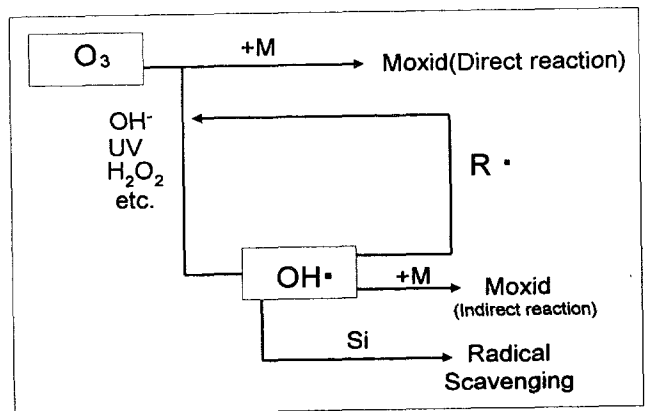 O₃
+M
Moxid(Direct reaction)
OH⁻
UV
H₂O₂
etc.
R ·
OH·
+M
Moxid
(Indirect reaction)
Si
Radical
Scavenging